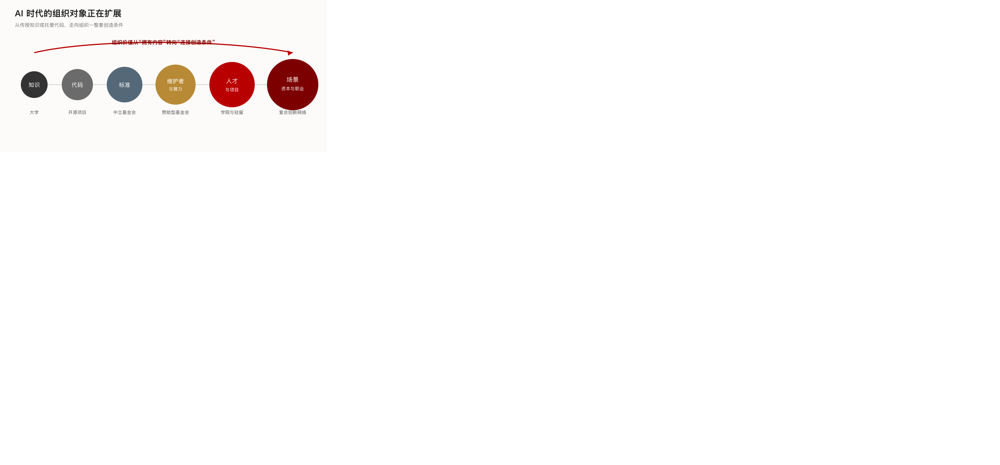 AI 时代的组织对象正在扩展
从传授知识或托管代码，走向组织一整套创造条件
组织价值从“拥有内容”转向“连接创造条件”
知识
代码
标准
维护者
与算力
人才
与项目
场景
资本与职业
大学
开源项目
中立基金会
赞助型基金会
学院与驻留
复合创新网络